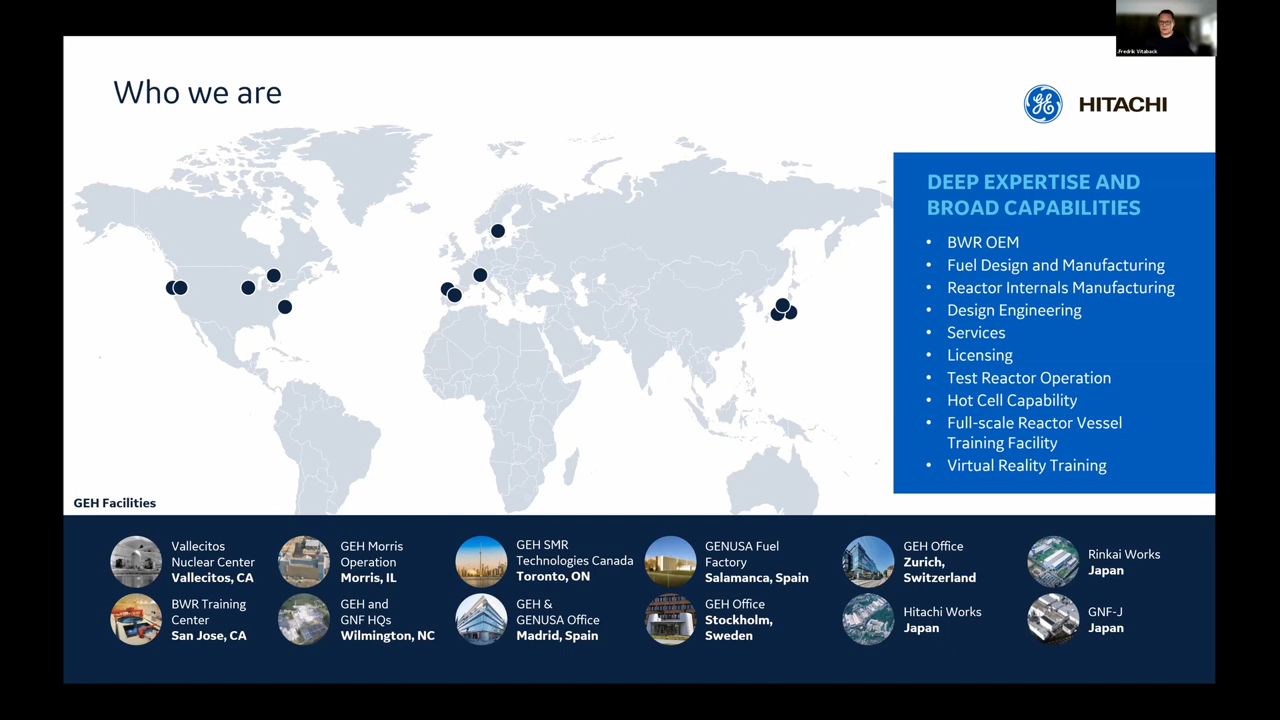 Fredrik Vitaback
Who we are
GE HITACHI
DEEP EXPERTISE AND
BROAD CAPABILITIES
• BWR OEM
• Fuel Design and Manufacturing
• Reactor Internals Manufacturing
• Design Engineering
• Services
• Licensing
• Test Reactor Operation
• Hot Cell Capability
• Full-scale Reactor Vessel
Training Facility
• Virtual Reality Training
GEH Facilities
Vallecitos
Nuclear Center
Vallecitos, CA
GEH Morris
Operation
Morris, IL
GEH SMR
Technologies Canada
Toronto, ON
GENUSA Fuel
Factory
Salamanca, Spain
GEH Office
Zurich,
Switzerland
Rinkai Works
Japan
BWR Training
Center
San Jose, CA
GEH and
GNF HQs
Wilmington, NC
GEH &
GENUSA Office
Madrid, Spain
GEH Office
Stockholm,
Sweden
Hitachi Works
Japan
GNF-J
Japan